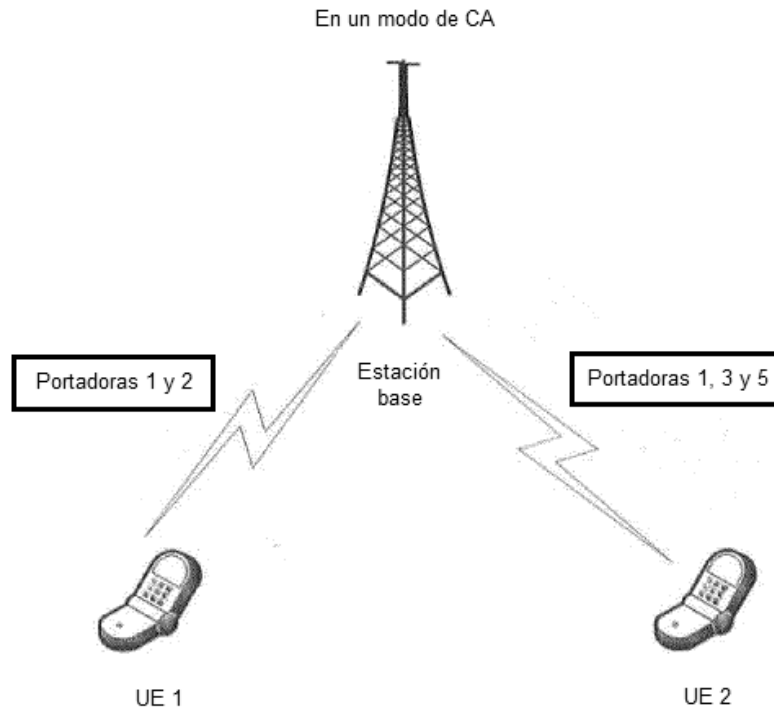 En un modo de CA
Portadoras 1 y 2
Estación
base
Portadoras 1, 3 y 5
UE 1
UE 2